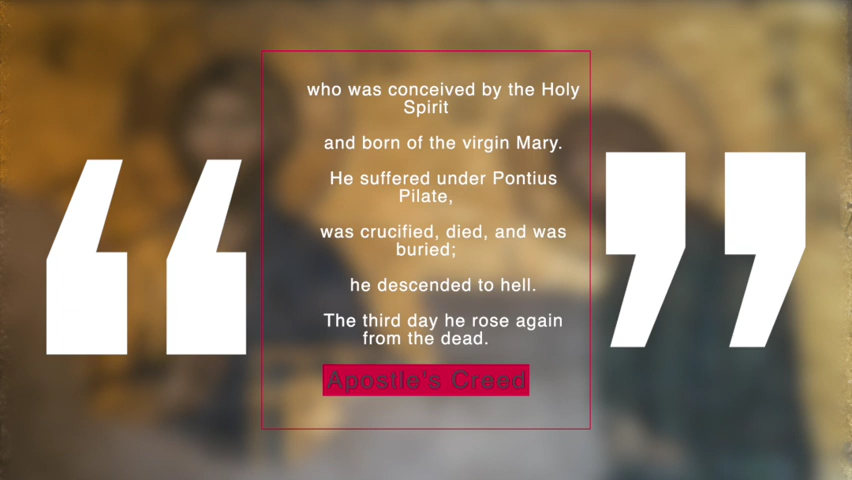 who was conceived by the Holy
Spirit
and born of the virgin Mary.
He suffered under Pontius
Pilate,
was crucified, died, and was
buried;
he descended to hell.
The third day he rose again
from the dead.
Apostle's Creed